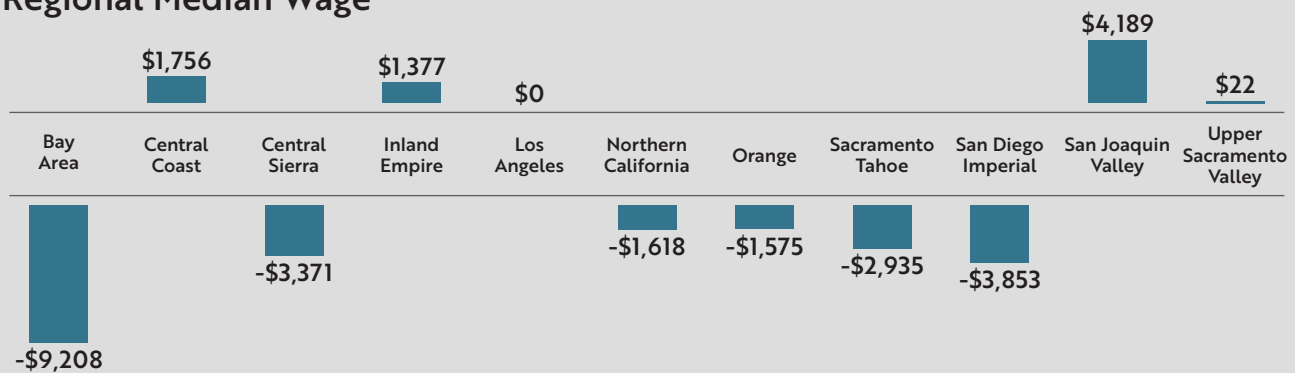 Regional Median Wage
$4,189
$1,756
$1,377
$0
$22
Bay
Area
Central
Coast
Central
Sierra
Inland
Empire
Los
Angeles
Northern
California
Orange
Sacramento
Tahoe
San Diego
Imperial
San Joaquin
Valley
Upper
Sacramento
Valley
-$9,208
-$3,371
-$1,618
-$1,575
-$2,935
-$3,853